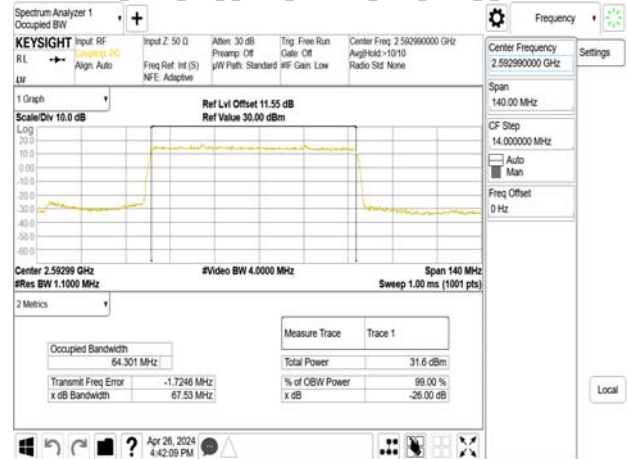 Spectrum Analyzer 1
Occupied BW
+
Frequency
KEYSIGHT
Input: RF
Input Z: 50 Ω
Atten: 30 dB
Trig: Free Run
Center Freq: 2.592990000 GHz
RL
Coupling: DC
Preamp: Off
Gate: Off
Avg|Hold:>10/10
Align: Auto
Freq Ref: Int (S)
µW Path: Standard
#IF Gain: Low
Radio Std: None
NFE: Adaptive
Center Frequency
2.592990000 GHz
Settings
Span
140.00 MHz
CF Step
14.000000 MHz
Auto
Man
Freq Offset
0 Hz
Local
1 Graph
Scale/Div 10.0 dB
Ref Lvl Offset 11.55 dB
Ref Value 30.00 dBm
Log
20.0
10.0
0.00
-10.0
-20.0
-30.0
-40.0
-50.0
-60.0
Center 2.59299 GHz
#Video BW 4.0000 MHz
Span 140 MHz
#Res BW 1.1000 MHz
Sweep 1.00 ms (1001 pts)
2 Metrics
Measure Trace
Trace 1
Occupied Bandwidth
64.301 MHz
Total Power
31.6 dBm
Transmit Freq Error
-1.7246 MHz
% of OBW Power
99.00 %
x dB Bandwidth
67.53 MHz
x dB
-26.00 dB
?
Apr 26, 2024
4:42:09 PM